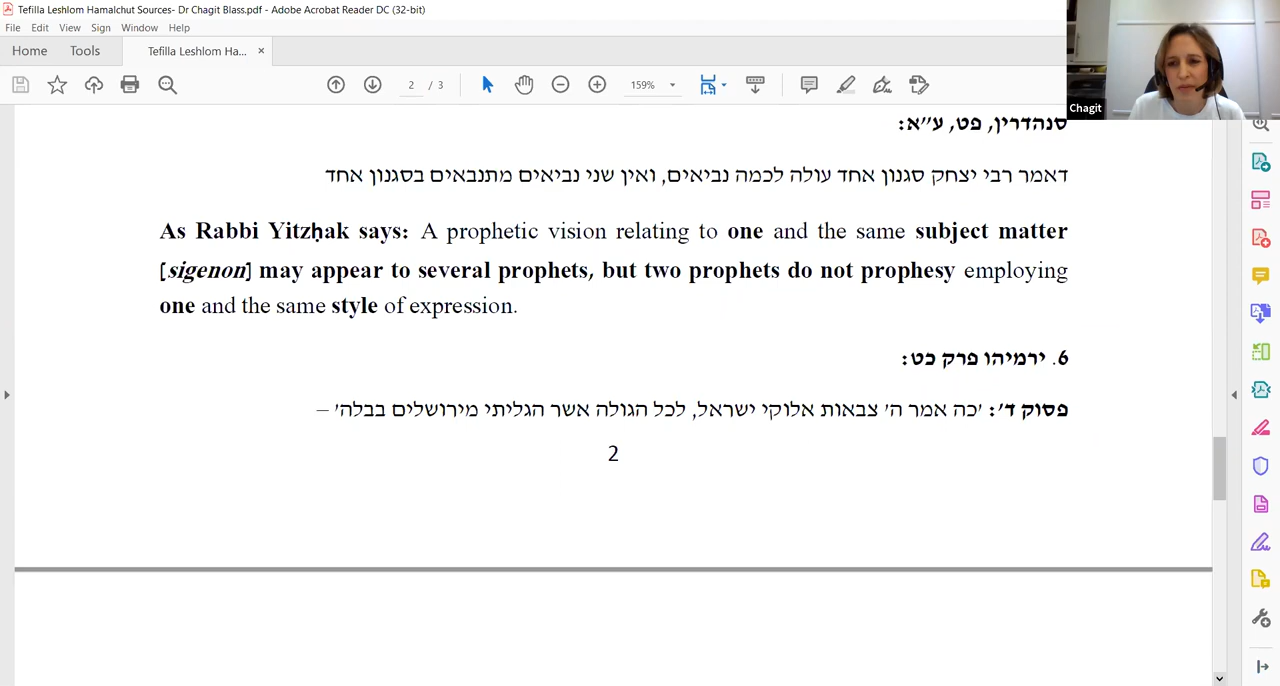 Tefilla Leshlom Hamalchut Sources- Dr Chagit Blass.pdf - Adobe Acrobat Reader DC (32-bit)
File Edit View Sign Window Help
Home Tools Tefilla Leshlom Ha... ×
2 / 3 159%
Chagit
סנהדרין, פט, ע"א:
דאמר רבי יצחק סגנון אחד עולה לכמה נביאים, ואין שני נביאים מתנבאים בסגנון אחד
As Rabbi Yitzḥak says: A prophetic vision relating to one and the same subject matter
[sigenon] may appear to several prophets, but two prophets do not prophesy employing
one and the same style of expression.
6. ירמיהו פרק כט:
פסוק ד': 'כה אמר ה' צבאות אלוקי ישראל, לכל הגולה אשר הגליתי מירושלים בבלה' –
2